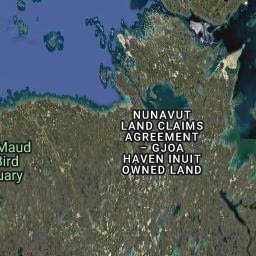 NUNAVUT
LAND CLAIMS
AGREEMENT
– GJOA
HAVEN INUIT
OWNED LAND
Maud
Bird
uary